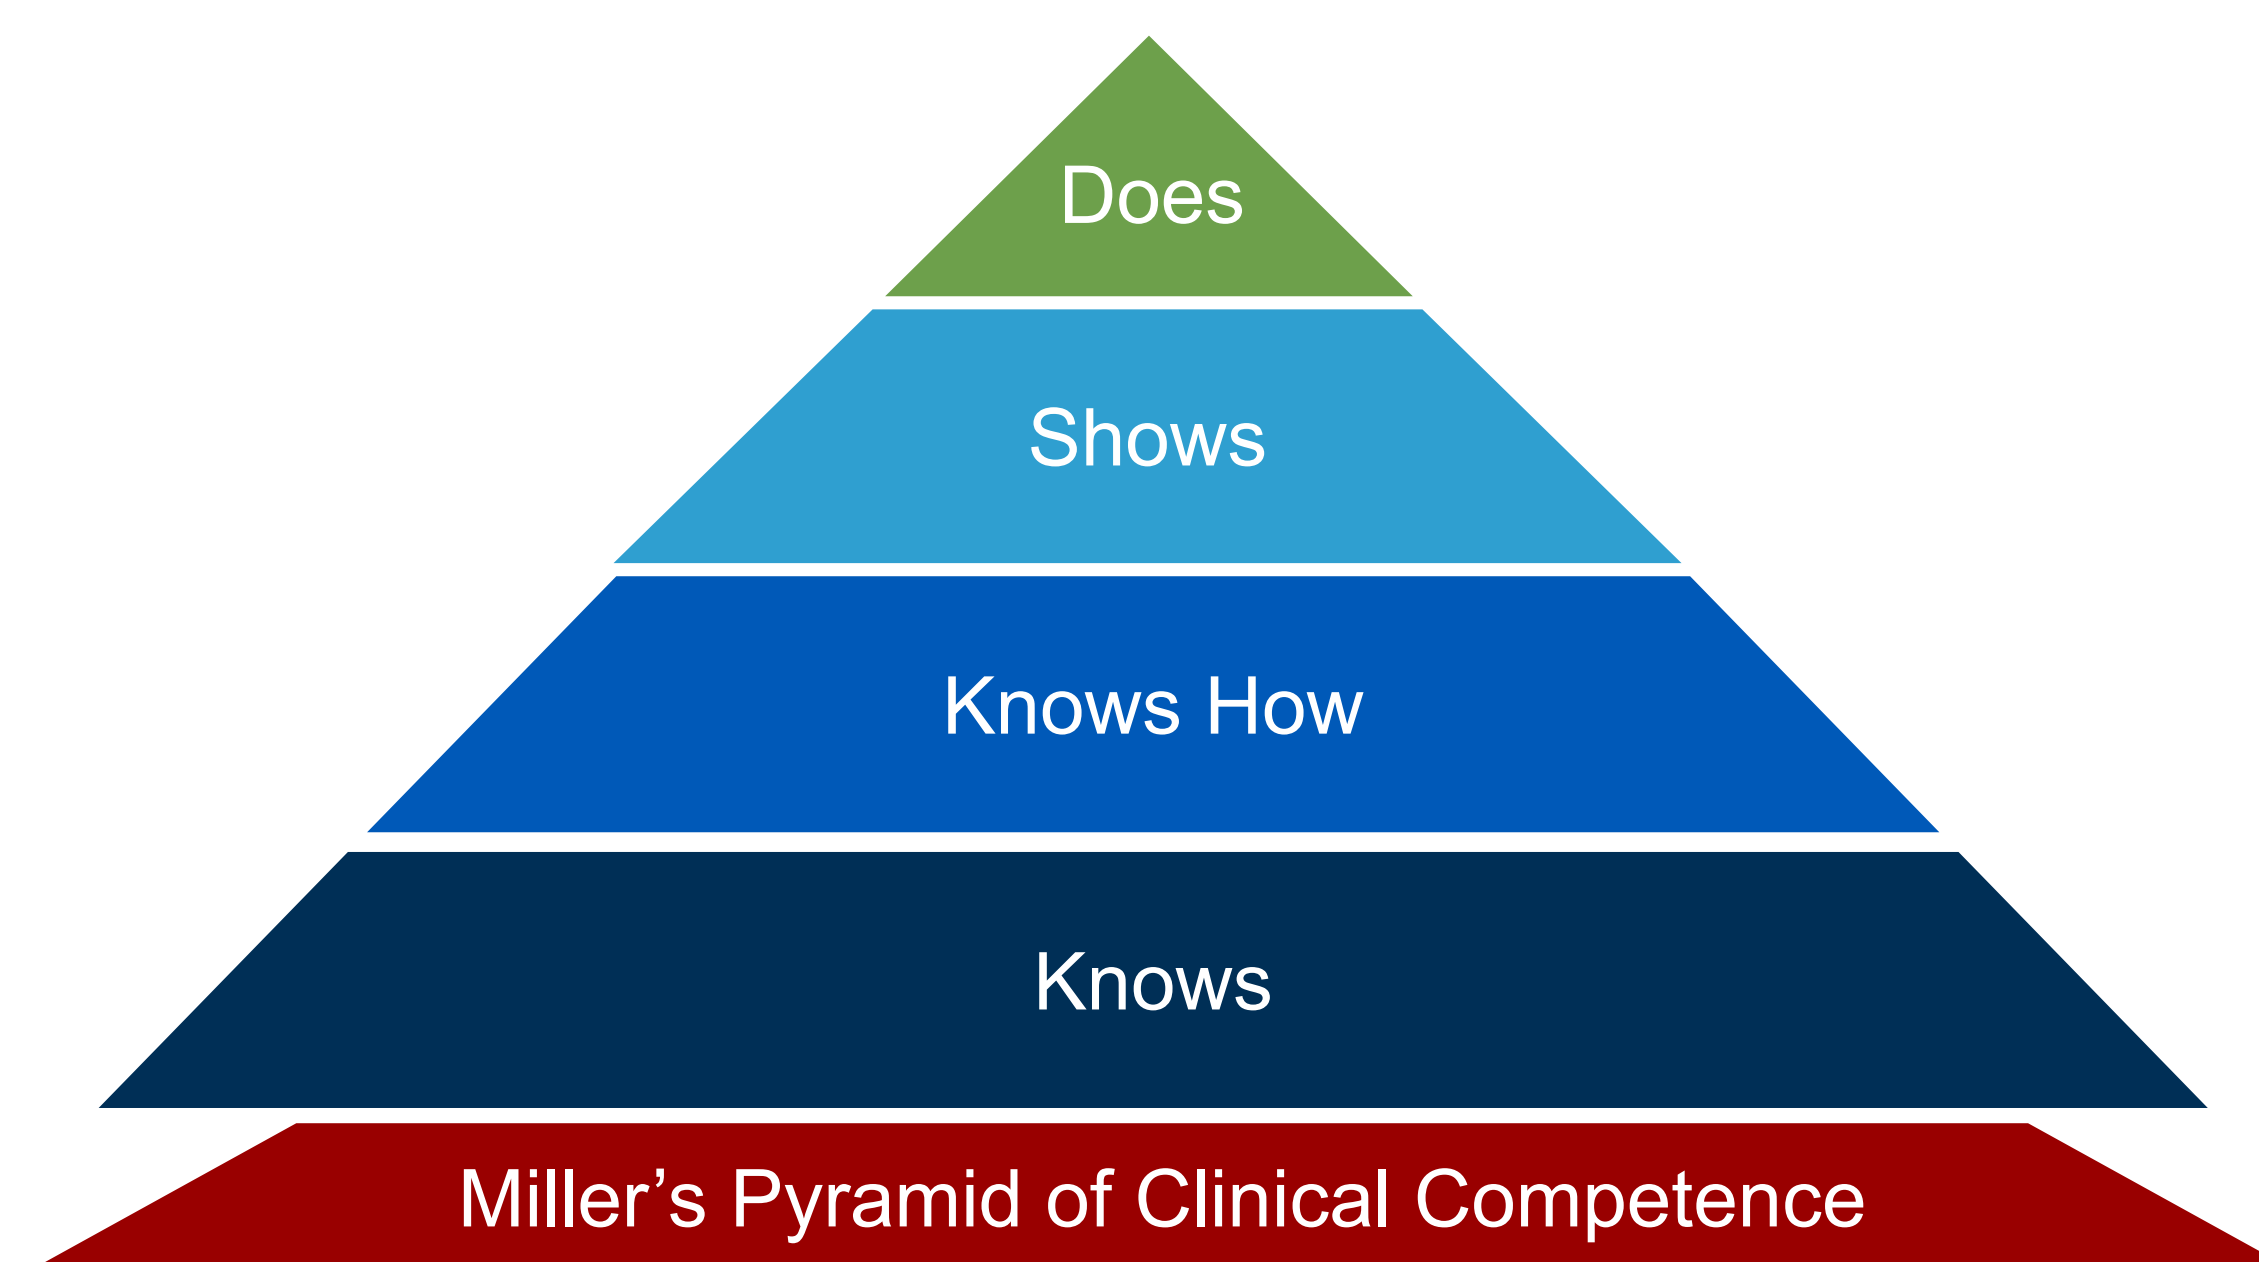 Does
Shows
Knows How
Knows
Miller’s Pyramid of Clinical Competence